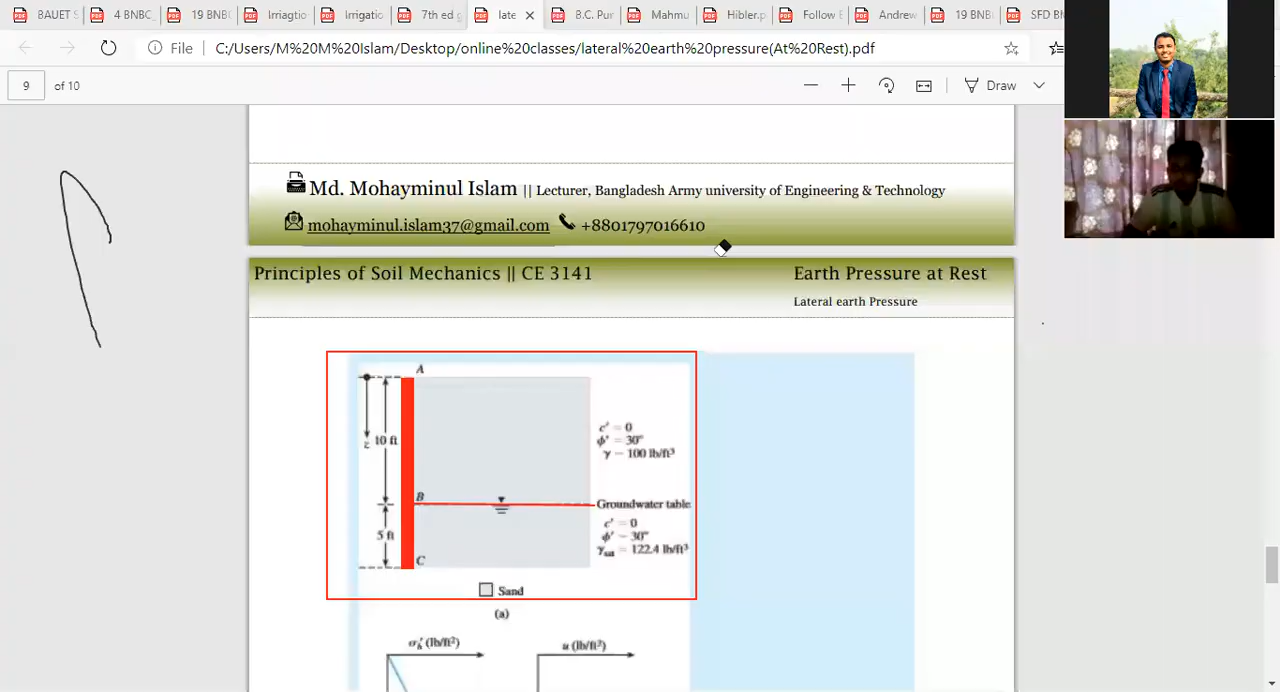 BAUET S
4 BNBC_
19 BNB(
Irriagtio
Irrigatio
7th ed g
late
B.C. Pur
Mahmu
Hibler.p
Follow E
Andrew
19 BNB
SFD BM
File
C:/Users/M%20M%20Islam/Desktop/online%20classes/lateral%20earth%20pressure(At%20Rest).pdf
9
of 10
Draw
Md. Mohayminul Islam || Lecturer, Bangladesh Army university of Engineering & Technology
mohayminul.islam37@gmail.com +8801797016610
Principles of Soil Mechanics || CE 3141
Earth Pressure at Rest
Lateral earth Pressure
A
z
10 ft
c′ = 0
ϕ′ = 30°
γ = 100 lb/ft³
B
Groundwater table
5 ft
c′ = 0
ϕ′ = 30°
γsat = 122.4 lb/ft³
C
Sand
(a)
σ′h (lb/ft²)
u (lb/ft²)